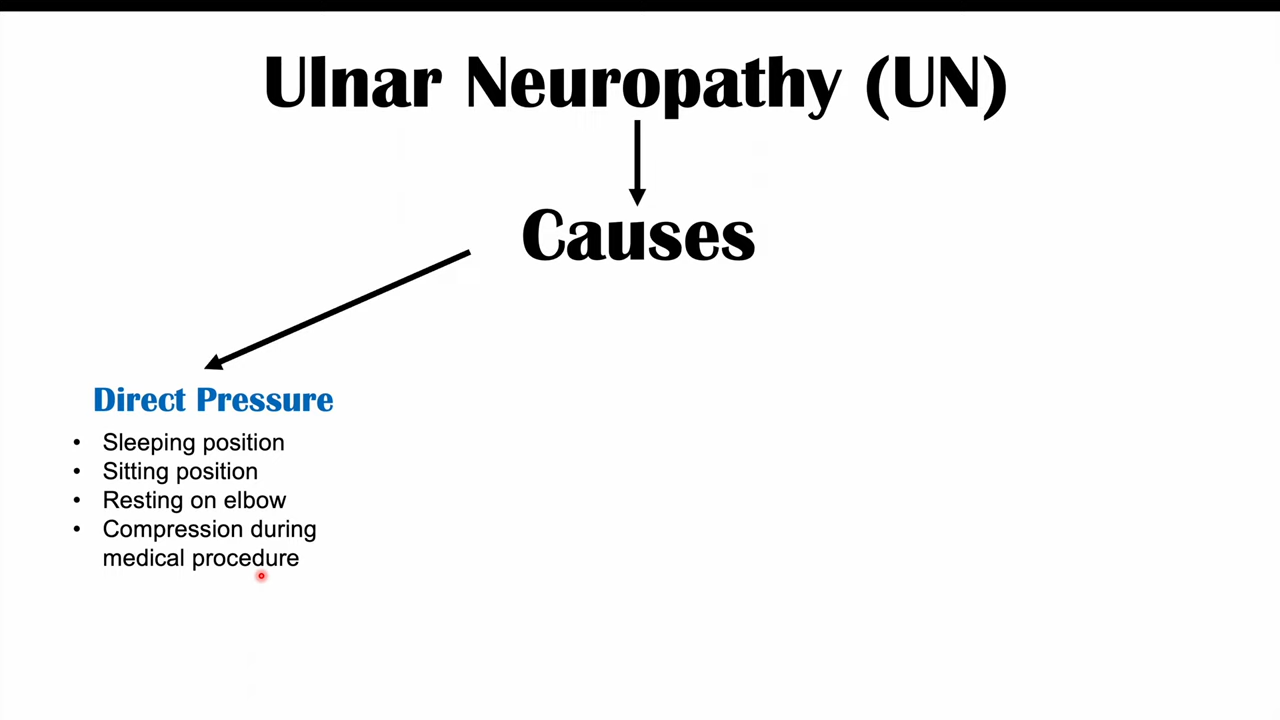 Ulnar Neuropathy (UN)
Causes
Direct Pressure
• Sleeping position
• Sitting position
• Resting on elbow
• Compression during
medical procedure